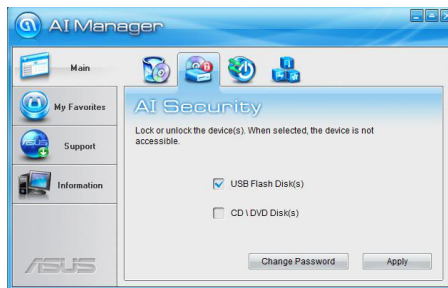 AI Manager
Main
My Favorites
Support
Information
AI Security
Lock or unlock the device(s). When selected, the device is not
accessible.
USB Flash Disk(s)
CD \ DVD Disk(s)
Change Password
Apply
ASUS